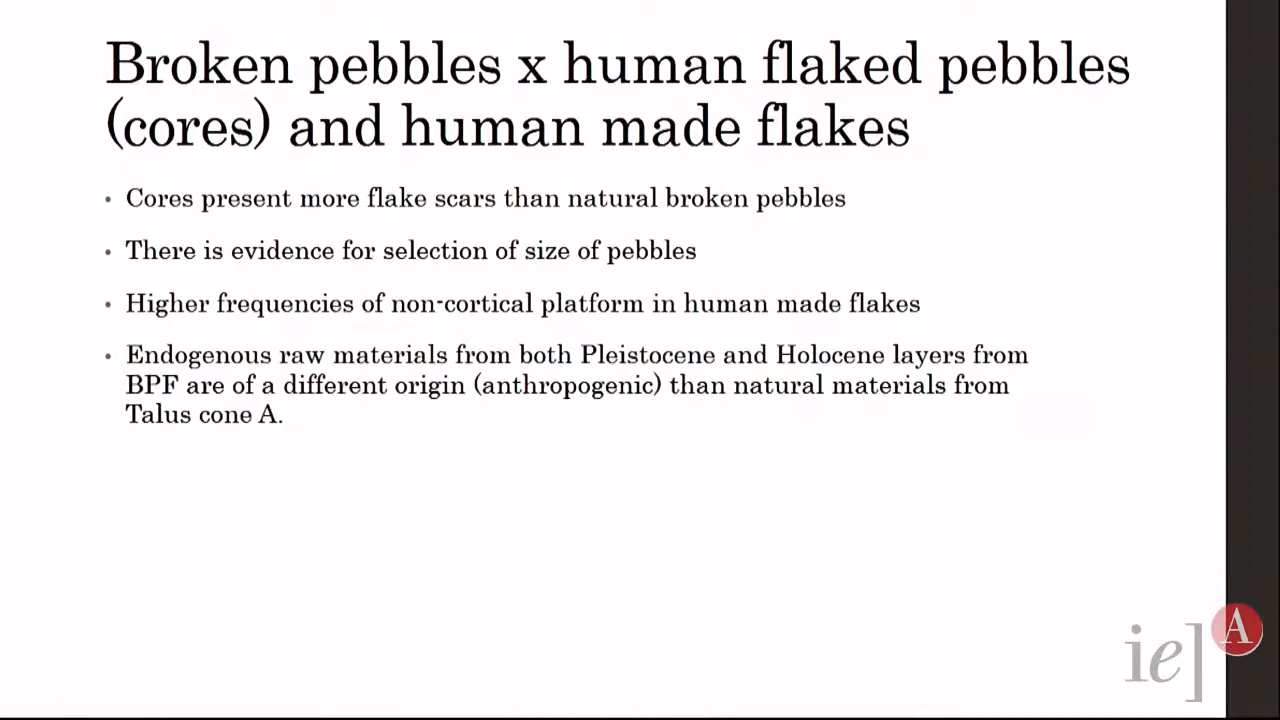 Broken pebbles x human flaked pebbles
(cores) and human made flakes
• Cores present more flake scars than natural broken pebbles
• There is evidence for selection of size of pebbles
• Higher frequencies of non-cortical platform in human made flakes
• Endogenous raw materials from both Pleistocene and Holocene layers from
BPF are of a different origin (anthropogenic) than natural materials from
Talus cone A.
ie]A